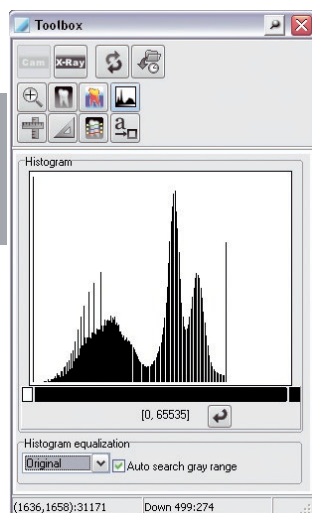 Toolbox
Cam X-Ray
a
Histogram
[0, 65535]
Histogram equalization
Original Auto search gray range
(1636,1658):31171 Down 499:274